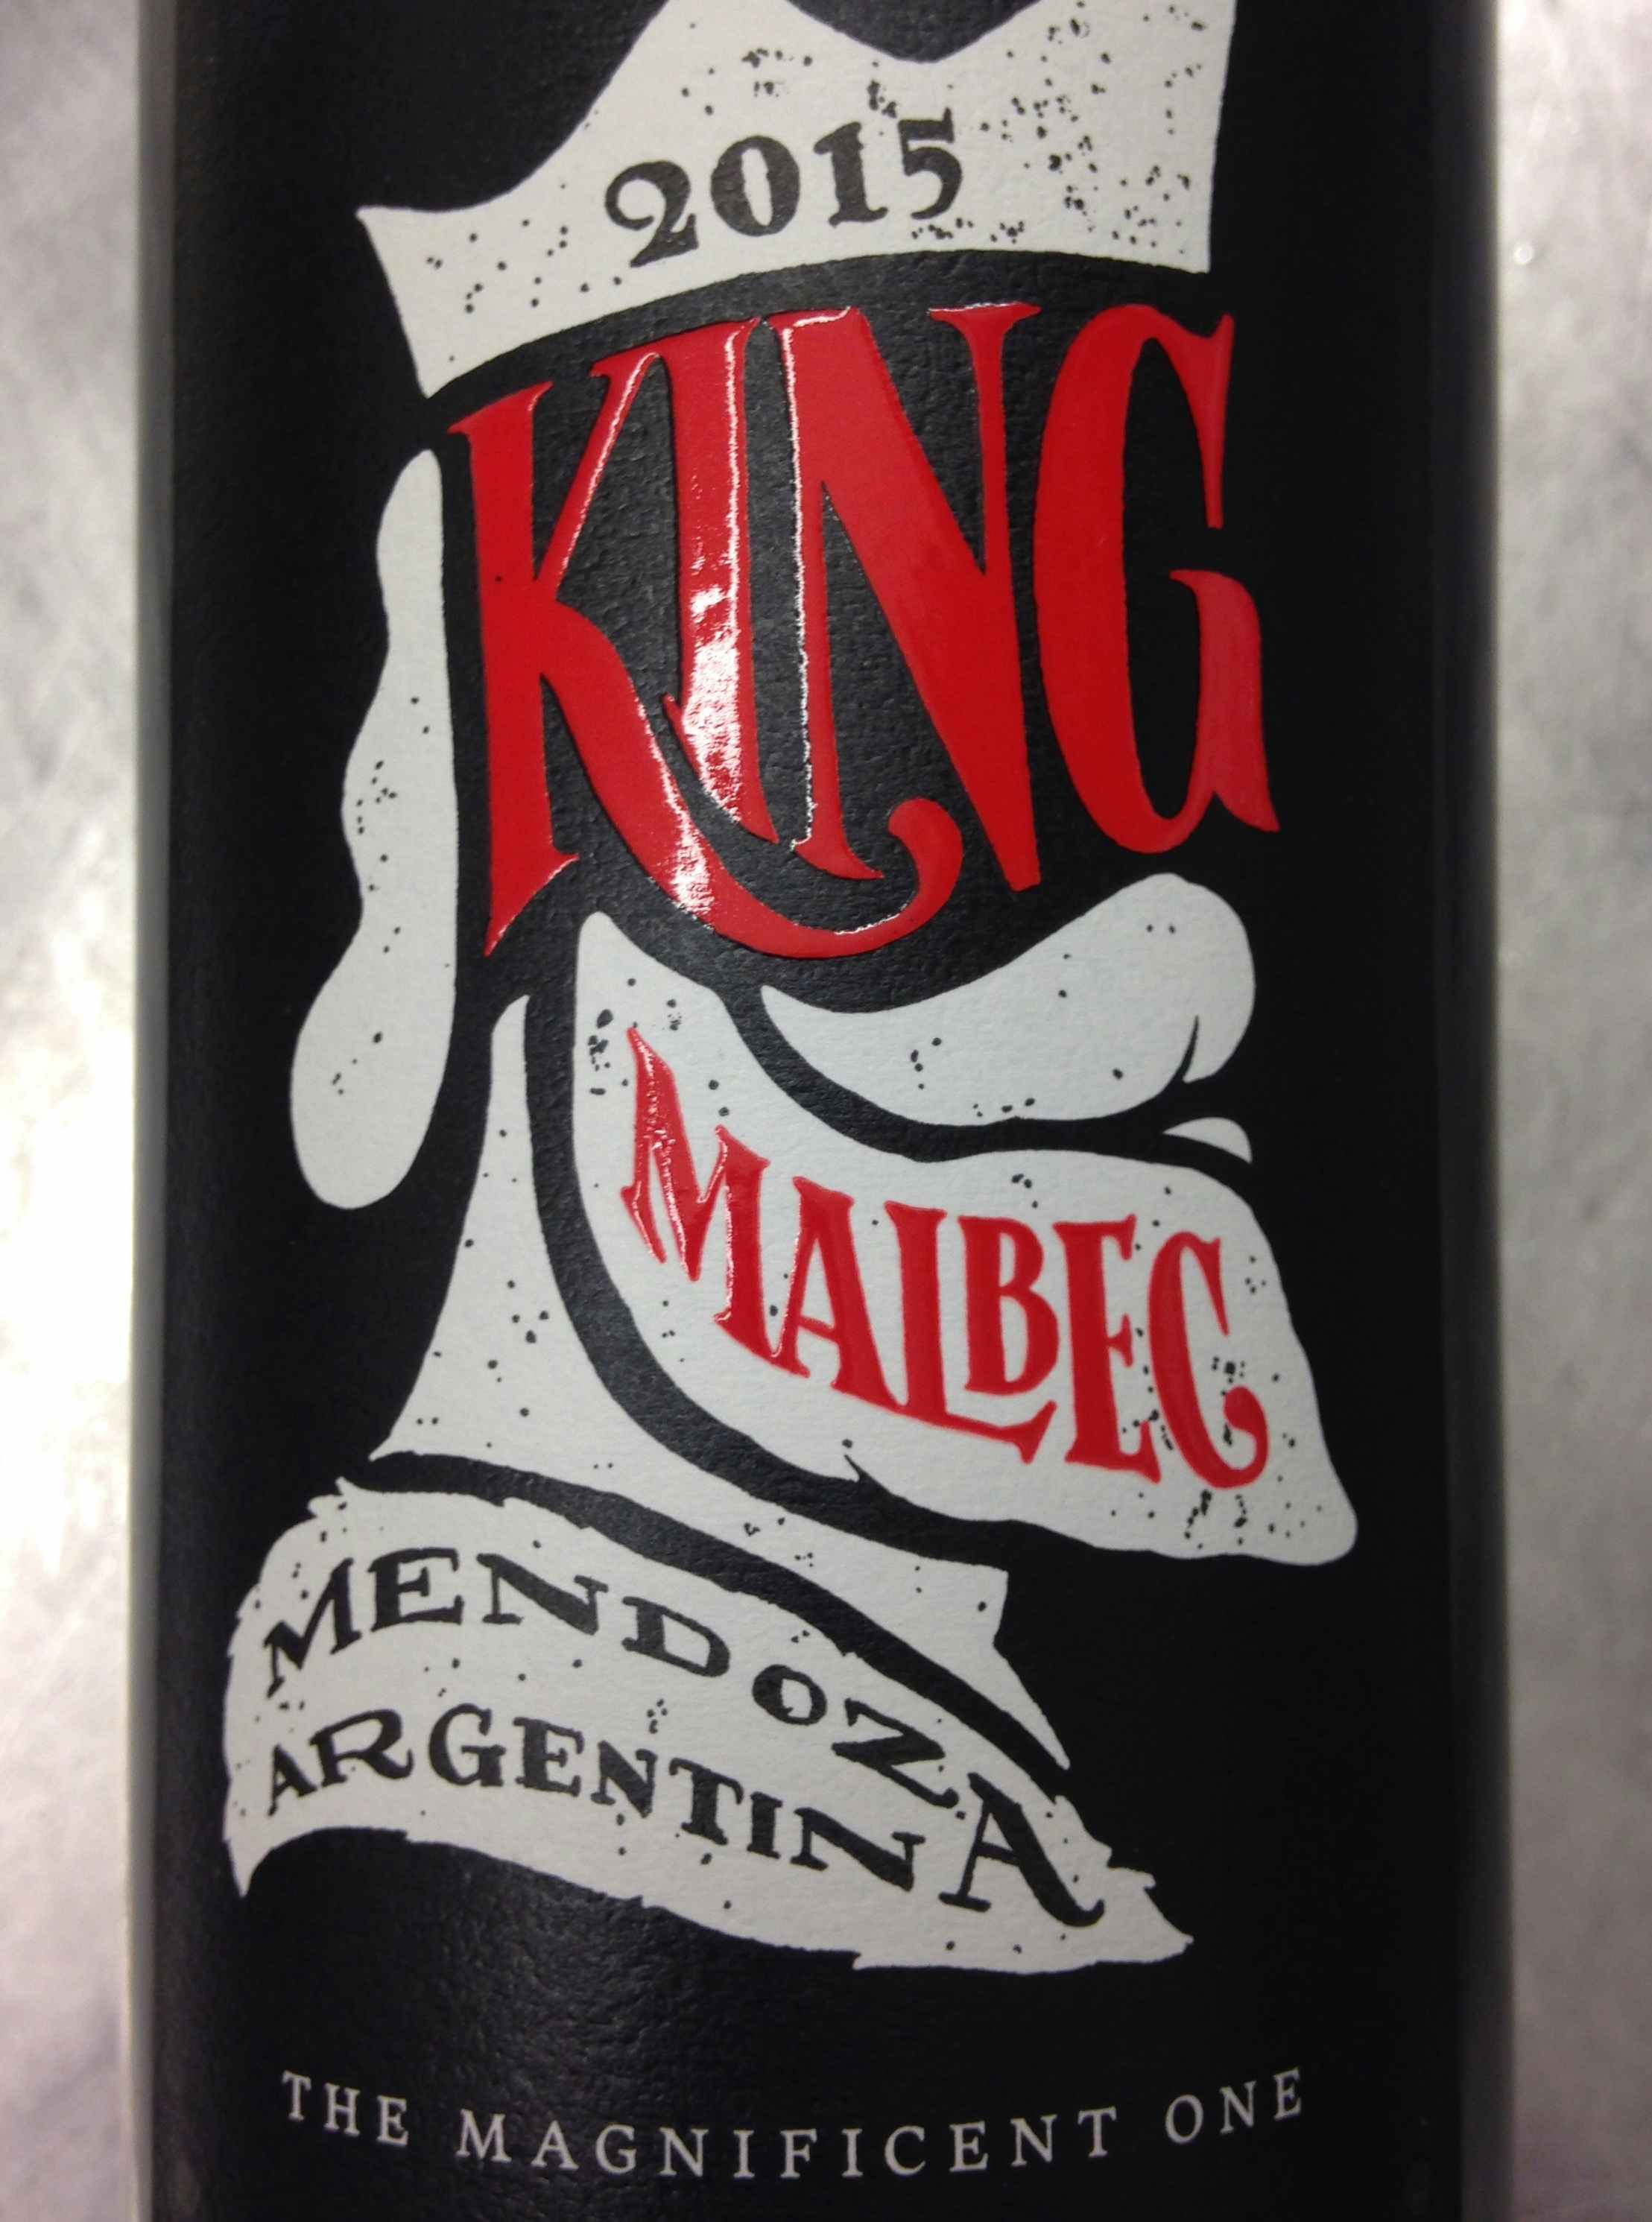 2015
KING
MALBEC
MENDOZA
ARGENTINA
THE MAGNIFICENT ONE